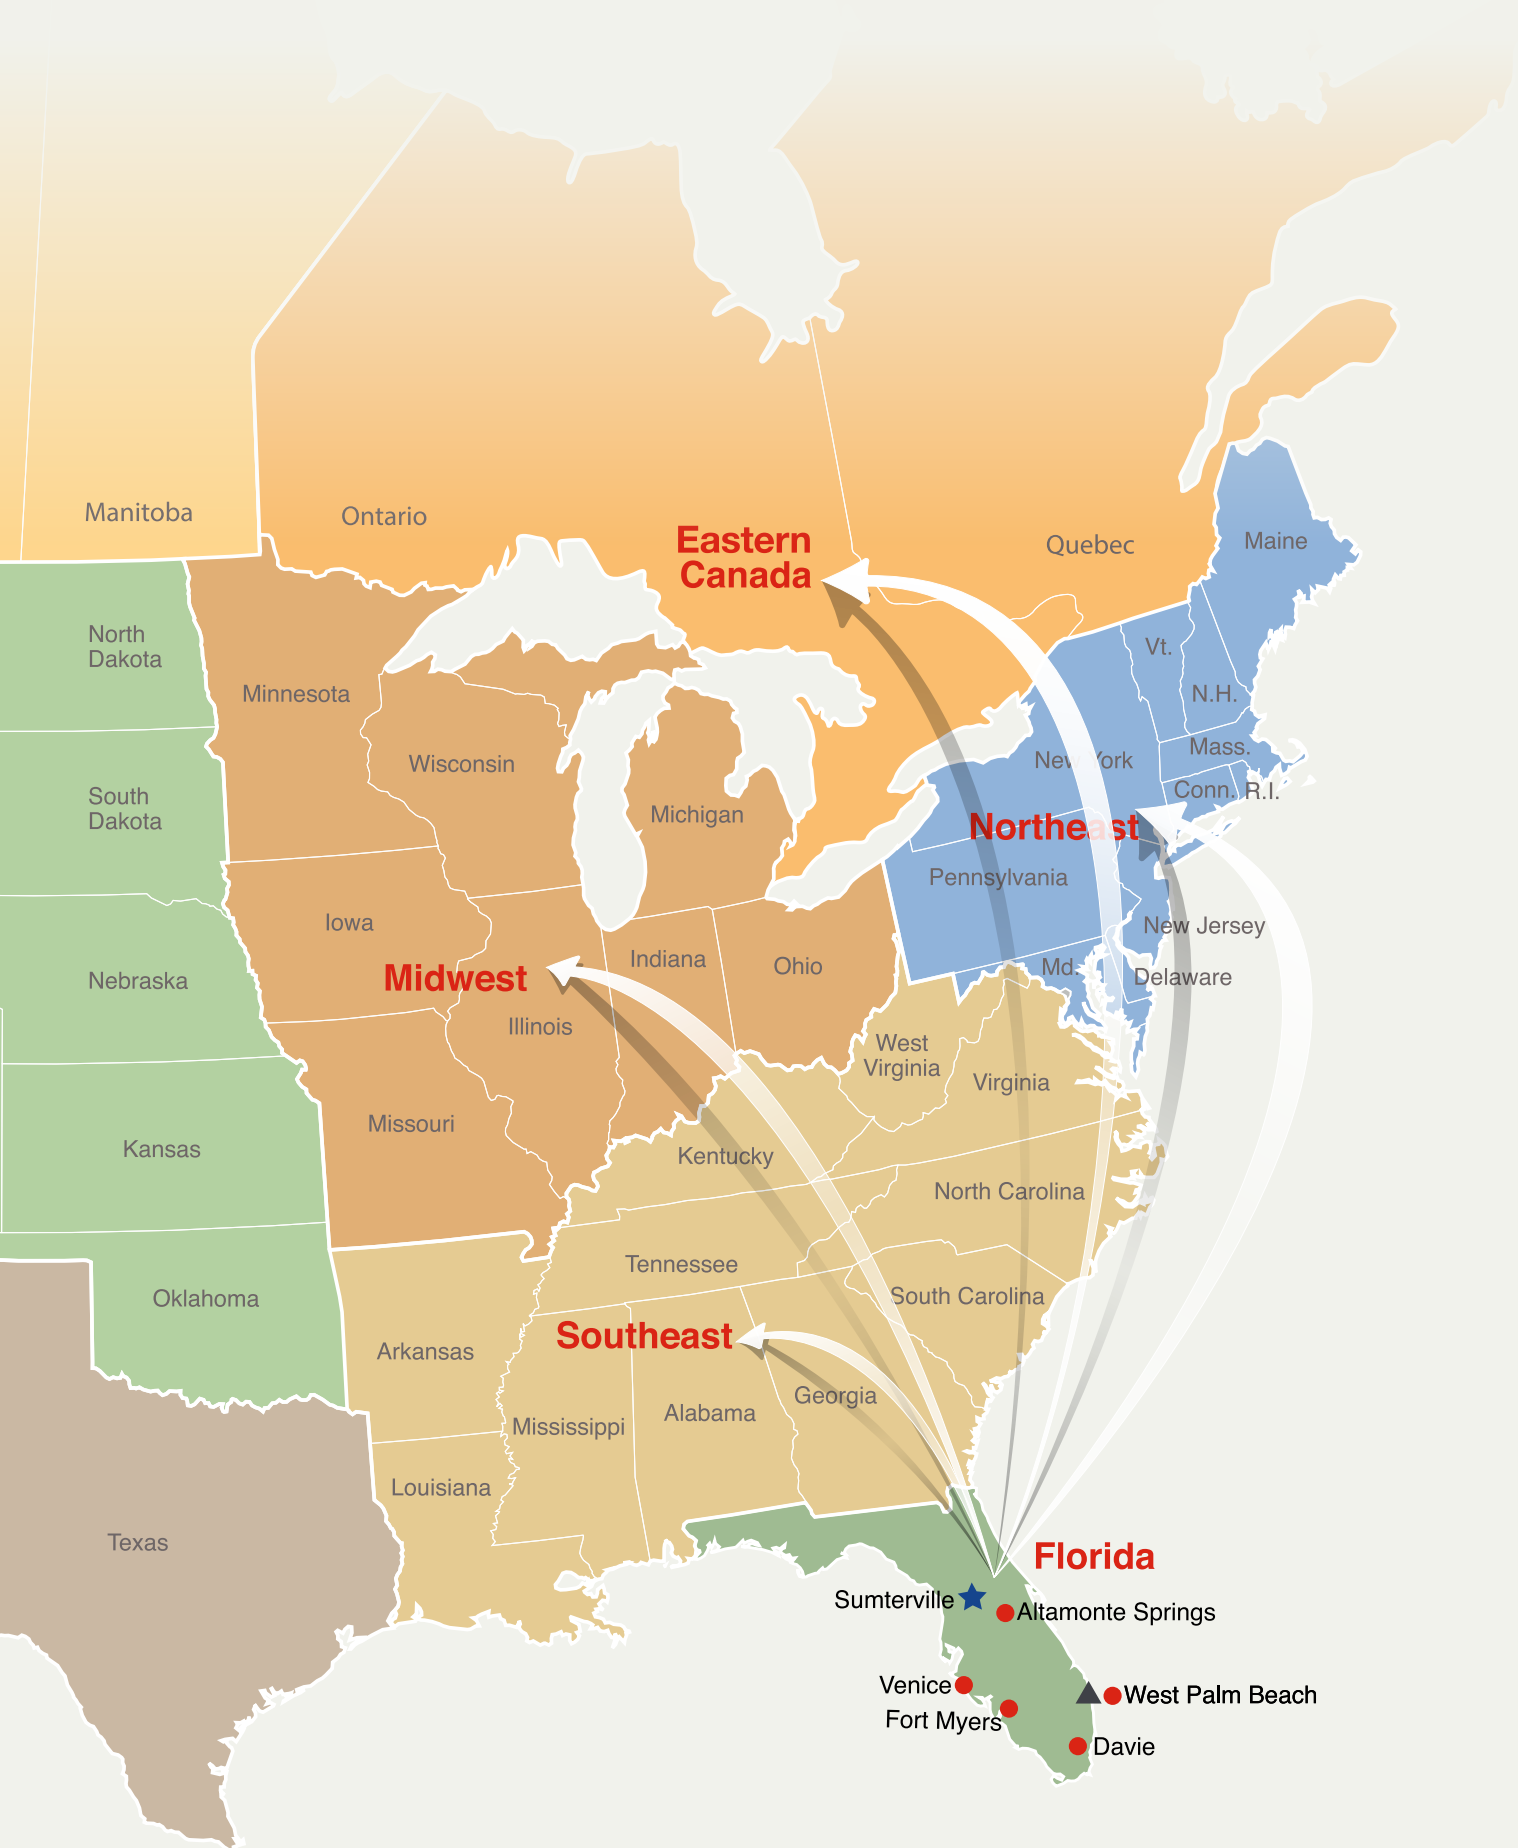 Manitoba
Ontario
Eastern
Canada
Quebec
Maine
North
Dakota
Minnesota
Vt.
N.H.
Wisconsin
New York
Mass.
South
Dakota
Michigan
Conn.
R.I.
Northeast
Pennsylvania
Iowa
New Jersey
Nebraska
Midwest
Indiana
Ohio
Md.
Delaware
Illinois
West
Virginia
Virginia
Missouri
Kansas
Kentucky
North Carolina
Oklahoma
Tennessee
South Carolina
Arkansas
Southeast
Georgia
Mississippi
Alabama
Louisiana
Texas
Florida
Sumterville
Altamonte Springs
Venice
West Palm Beach
Fort Myers
Davie